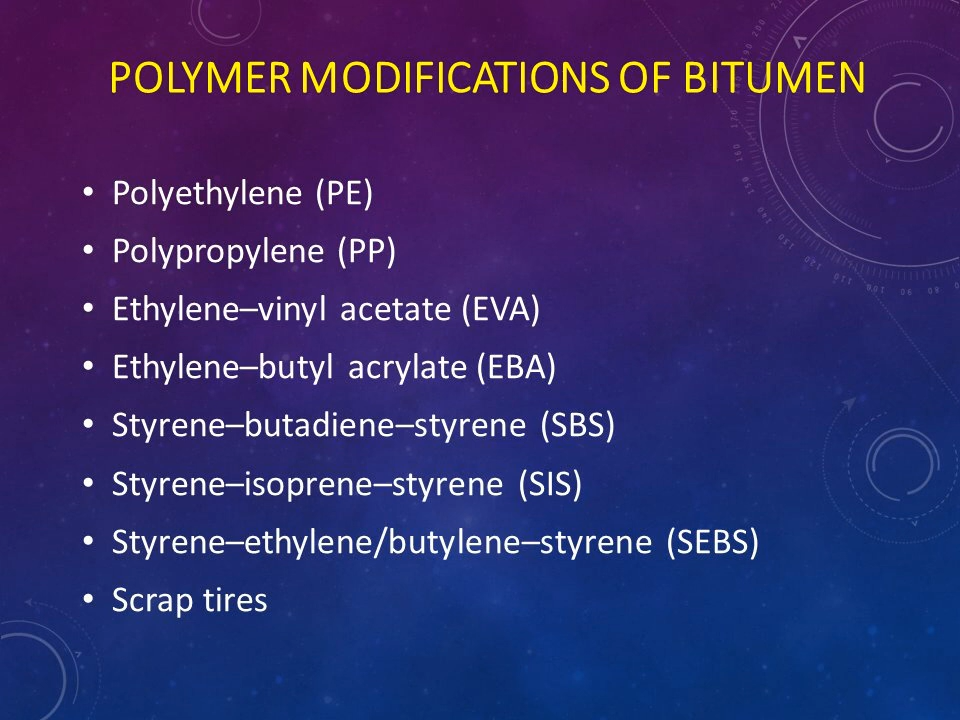 POLYMER MODIFICATIONS OF BITUMEN
• Polyethylene (PE)
• Polypropylene (PP)
• Ethylene–vinyl acetate (EVA)
• Ethylene–butyl acrylate (EBA)
• Styrene–butadiene–styrene (SBS)
• Styrene–isoprene–styrene (SIS)
• Styrene–ethylene/butylene–styrene (SEBS)
• Scrap tires